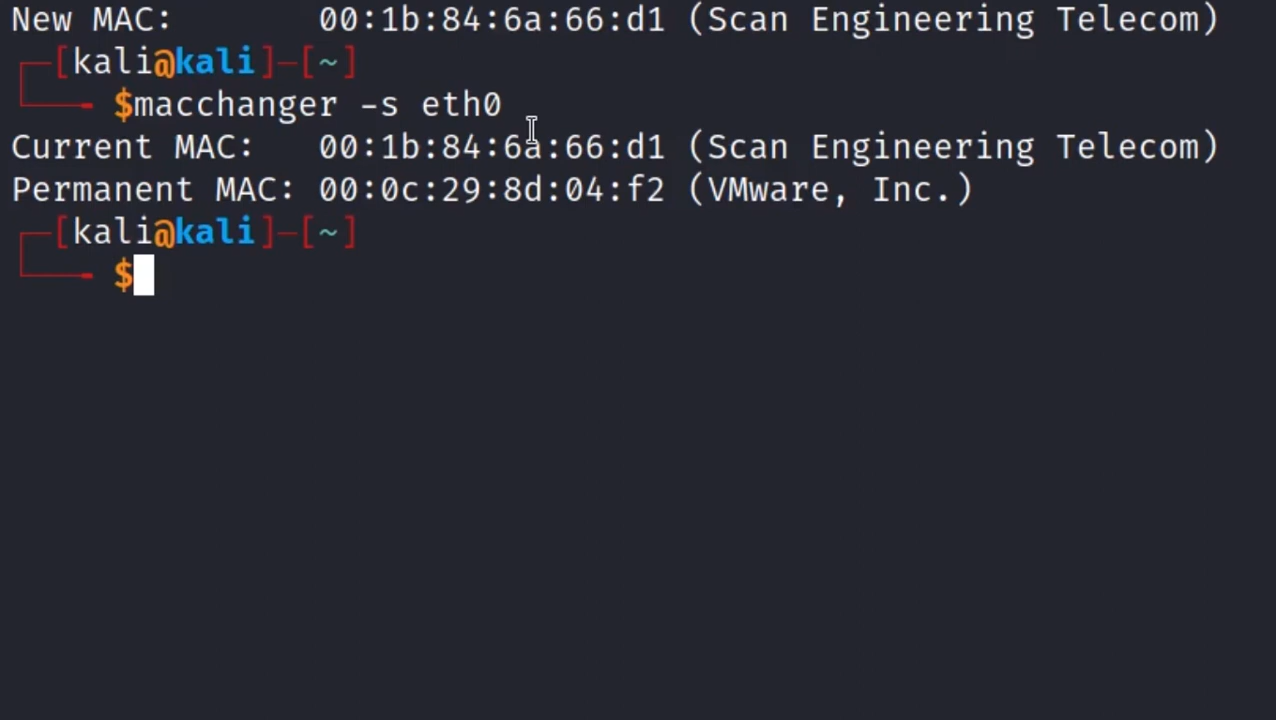 New MAC:      00:1b:84:6a:66:d1 (Scan Engineering Telecom)
┌─[kali@kali]─[~]
└──╼ $macchanger -s eth0
Current MAC:   00:1b:84:6a:66:d1 (Scan Engineering Telecom)
Permanent MAC: 00:0c:29:8d:04:f2 (VMware, Inc.)
┌─[kali@kali]─[~]
└──╼ $